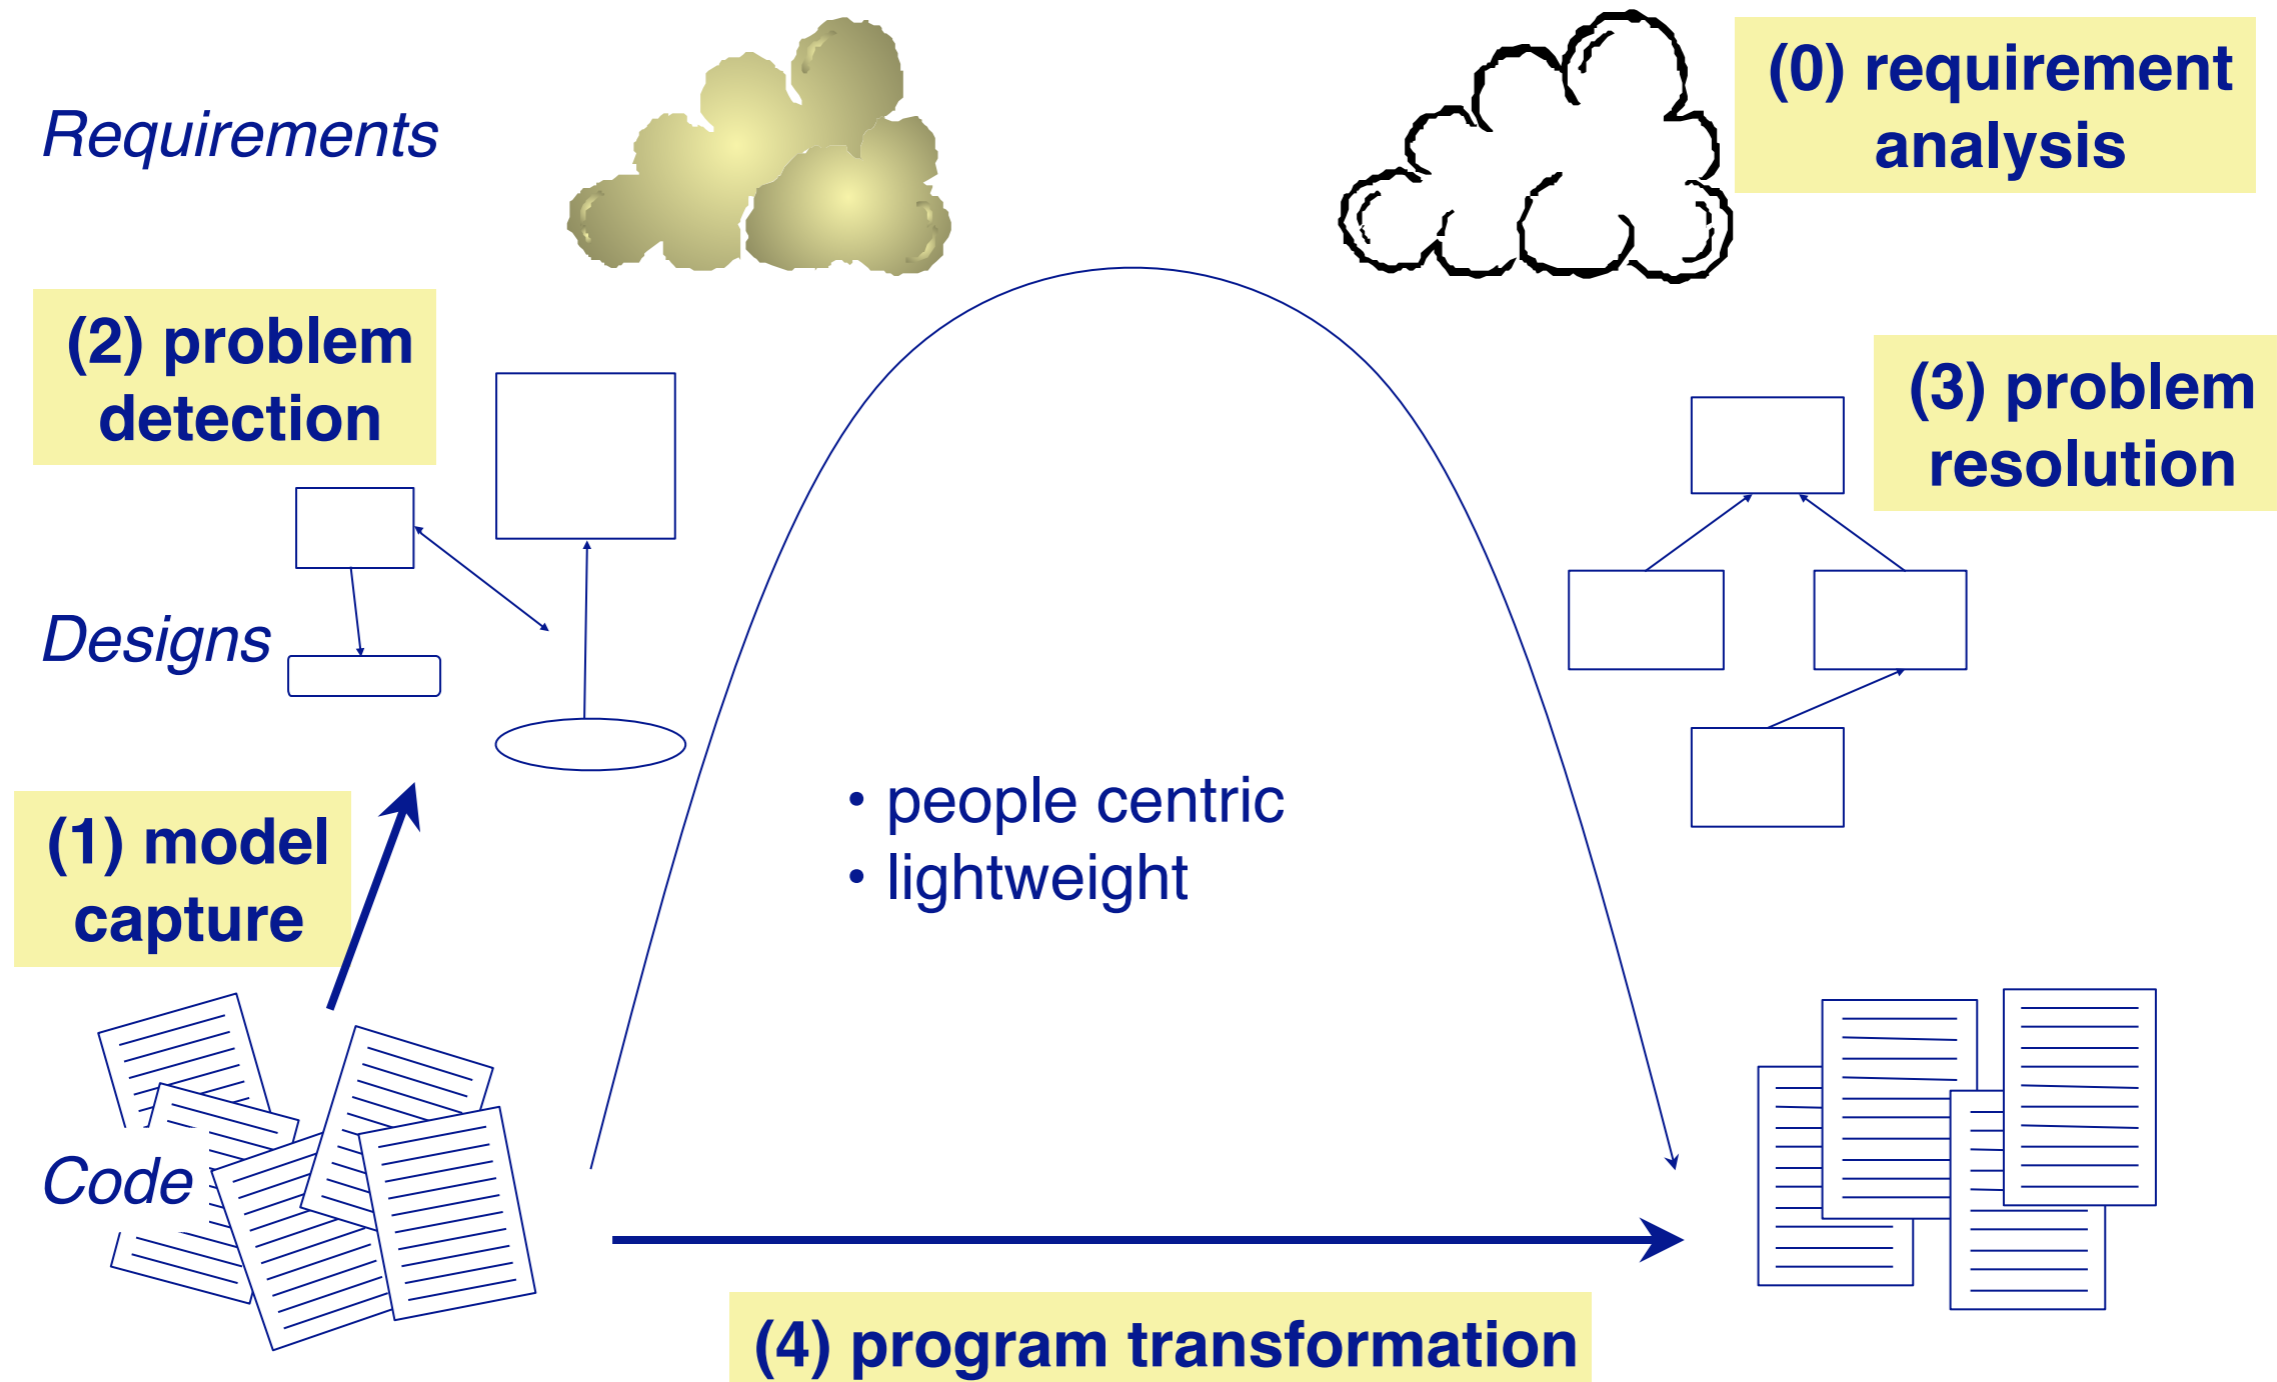 (0) requirement
analysis
Requirements
(2) problem
detection
(3) problem
resolution
Designs
• people centric
• lightweight
(1) model
capture
Code
(4) program transformation